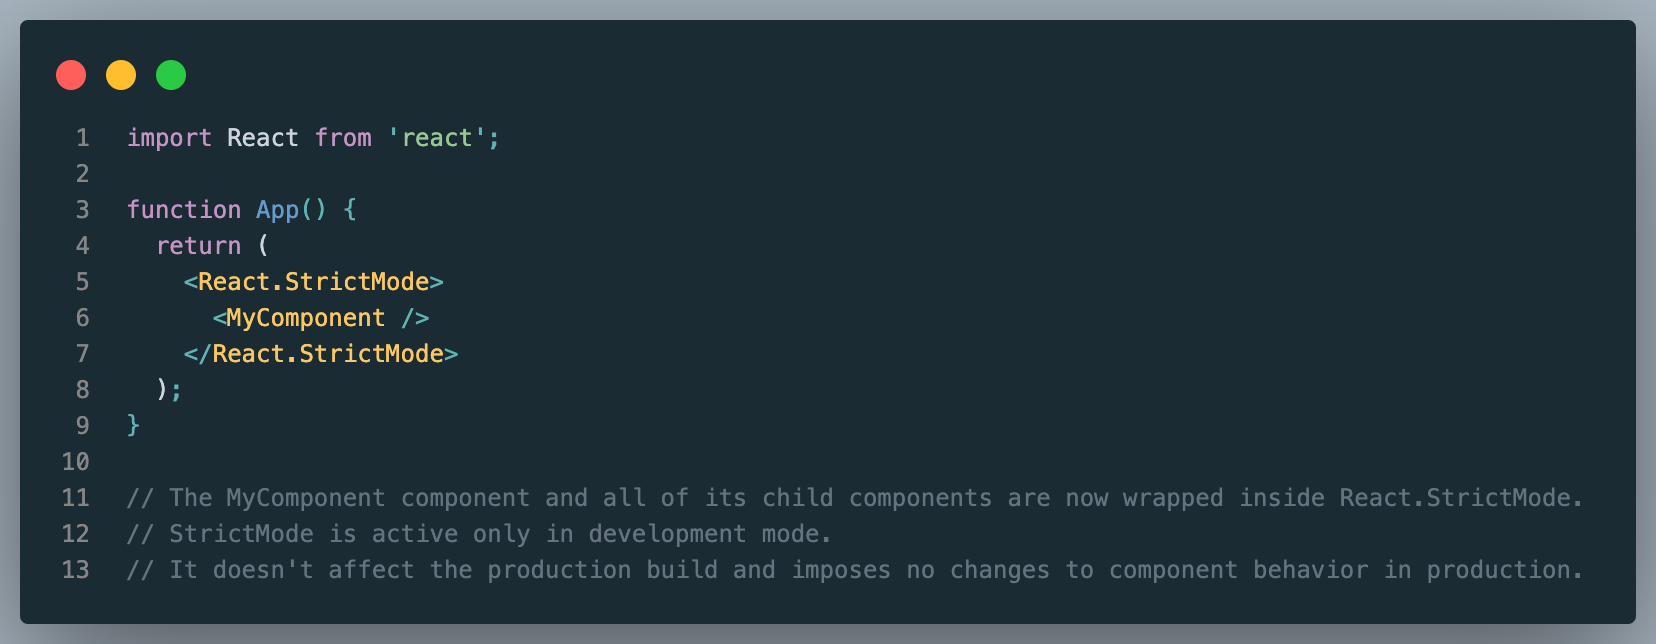 1 import React from 'react';
2
3 function App() {
4   return (
5     <React.StrictMode>
6       <MyComponent />
7     </React.StrictMode>
8   );
9 }
10
11 // The MyComponent component and all of its child components are now wrapped inside React.StrictMode.
12 // StrictMode is active only in development mode.
13 // It doesn't affect the production build and imposes no changes to component behavior in production.